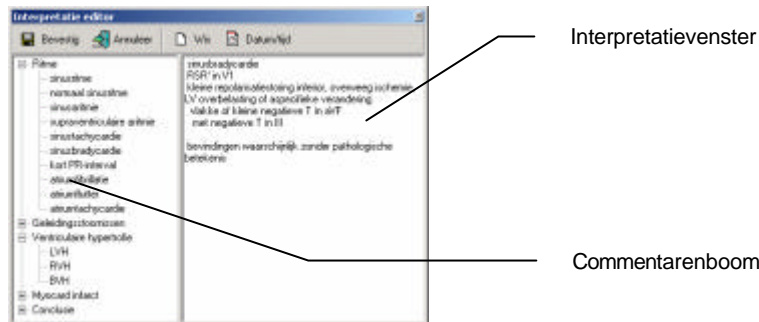 Interpretatie editor
Bevestig Annuleer Wis Datum/tijd
Ritme
sinusritme
normaal sinusritme
sinusaritmie
supraventriculaire aritmie
sinustachycardie
sinusbradycardie
kort PR-interval
atriumfibrillatie
atriumflutter
atriumtachycardie
Geleidingsstoornissen
Ventriculaire hypertrofie
LVH
RVH
BVH
Myocard infarct
Conclusie
sinusbradycardie
RSR' in V1
kleine repolarisatiestoring inferior, overweeg ischemie,
LV overbelasting of aspecifieke verandering
vlakke of kleine negatieve T in aVF
met negatieve T in III
bevindingen waarschijnlijk zonder pathologische
betekenis
Interpretatievenster
Commentarenboom